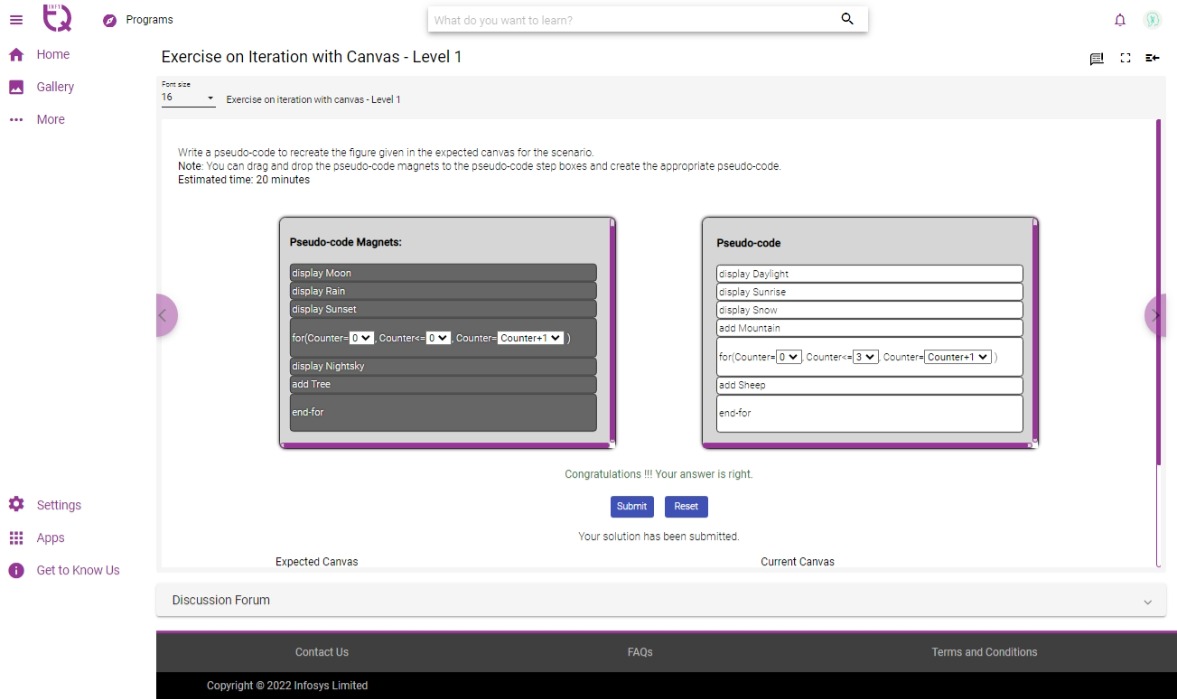 INFY
TQ
Programs
What do you want to learn?
Home
Gallery
More
Exercise on Iteration with Canvas - Level 1
Font size
16
Exercise on iteration with canvas - Level 1
Write a pseudo-code to recreate the figure given in the expected canvas for the scenario.
Note: You can drag and drop the pseudo-code magnets to the pseudo-code step boxes and create the appropriate pseudo-code.
Estimated time: 20 minutes
Pseudo-code Magnets:
display Moon
display Rain
display Sunset
for(Counter= 0 , Counter<= 0 , Counter= Counter+1 )
display Nightsky
add Tree
end-for
Pseudo-code
display Daylight
display Sunrise
display Snow
add Mountain
for(Counter= 0 , Counter<= 3 , Counter= Counter+1 )
add Sheep
end-for
Congratulations !!! Your answer is right.
Submit Reset
Your solution has been submitted.
Expected Canvas
Current Canvas
Settings
Apps
Get to Know Us
Discussion Forum
Contact Us
FAQs
Terms and Conditions
Copyright © 2022 Infosys Limited